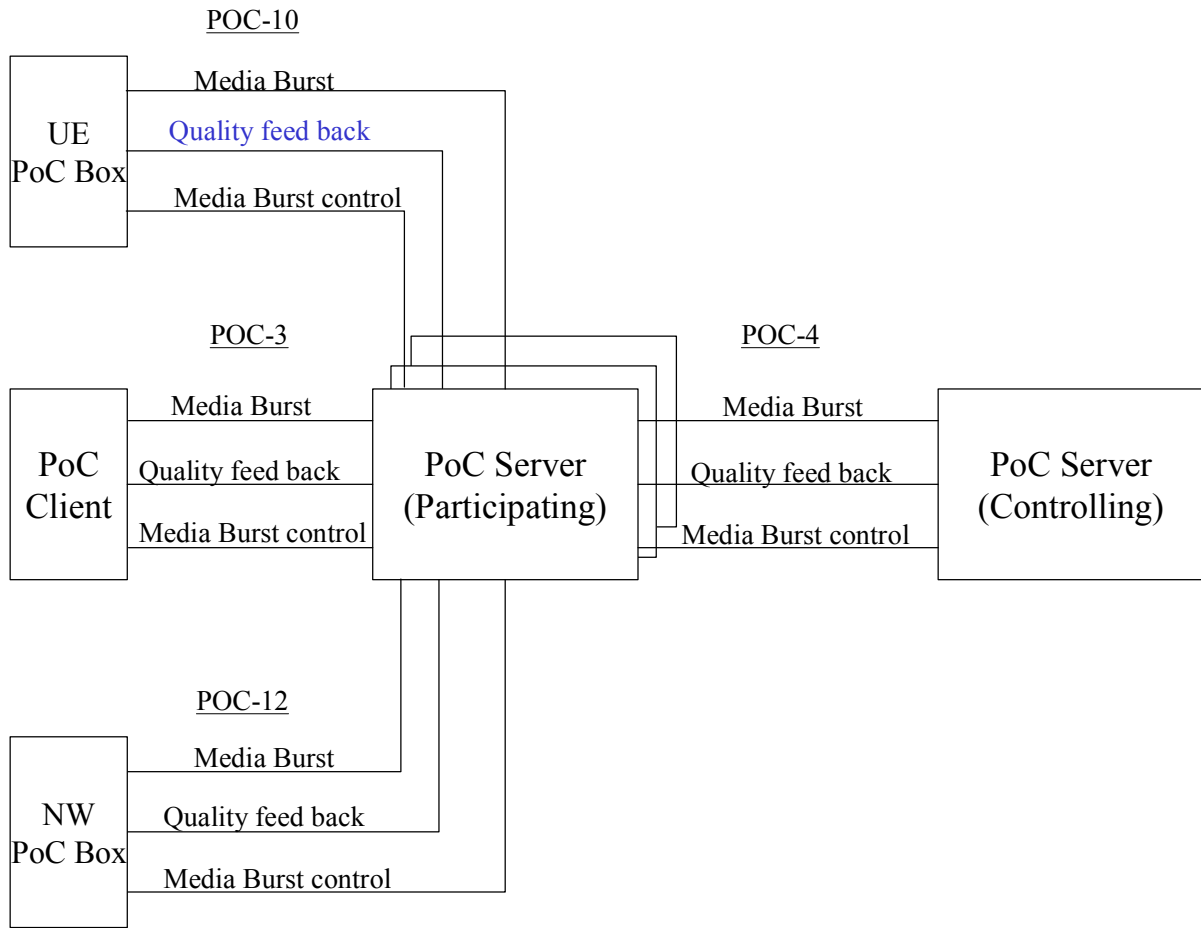 POC-10
Media Burst
UE
PoC Box
Quality feed back
Media Burst control
POC-3
POC-4
Media Burst
Media Burst
PoC
Client
Quality feed back
PoC Server
(Participating)
Quality feed back
PoC Server
(Controlling)
Media Burst control
Media Burst control
POC-12
Media Burst
NW
PoC Box
Quality feed back
Media Burst control